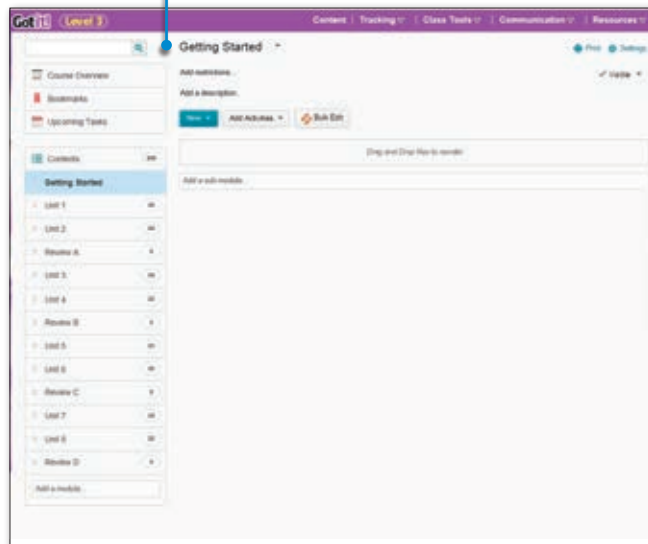 Got it! Level 3
Content Tracking Class Tools Communication Resources
Getting Started
Print Settings
Course Overview
Add restrictions...
Visible
Bookmarks
Add a description...
Upcoming Tasks
New Add Activities Bulk Edit
Contents
Drag and Drop files to reorder
Getting Started
Add a sub-module...
Unit 1
Unit 2
Review A
Unit 3
Unit 4
Review B
Unit 5
Unit 6
Review C
Unit 7
Unit 8
Review D
Add a module...